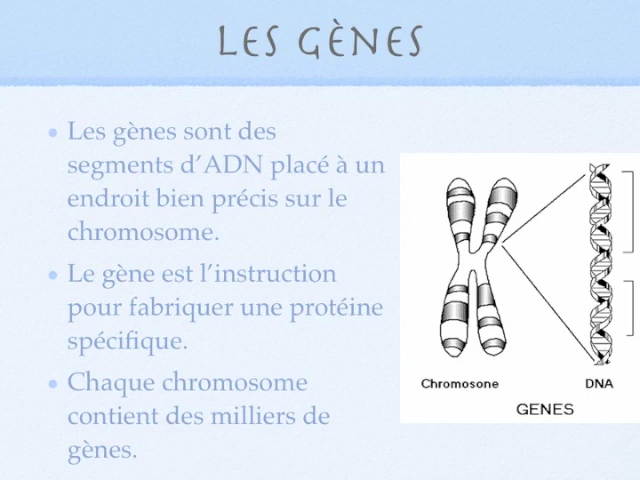 Les gènes
• Les gènes sont des
segments d'ADN placé à un
endroit bien précis sur le
chromosome.
• Le gène est l'instruction
pour fabriquer une protéine
spécifique.
• Chaque chromosome
contient des milliers de
gènes.
Chromosone DNA
GENES